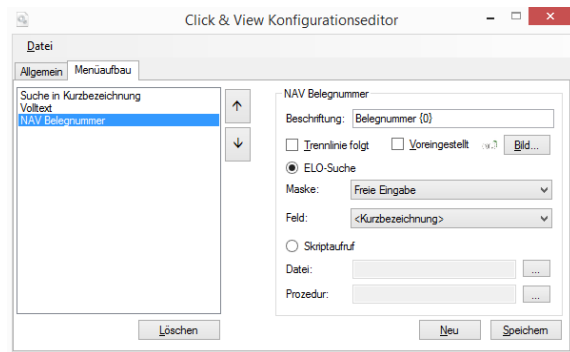 Click & View Konfigurationseditor
Datei
Allgemein Menüaufbau
Suche in Kurzbezeichnung
Volltext
NAV Belegnummer
NAV Belegnummer
Beschriftung: Belegnummer {0}
Trennlinie folgt Voreingestellt Bild...
ELO-Suche
Maske: Freie Eingabe
Feld: <Kurzbezeichnung>
Skriptaufruf
Datei: ...
Prozedur: ...
Löschen Neu Speichern